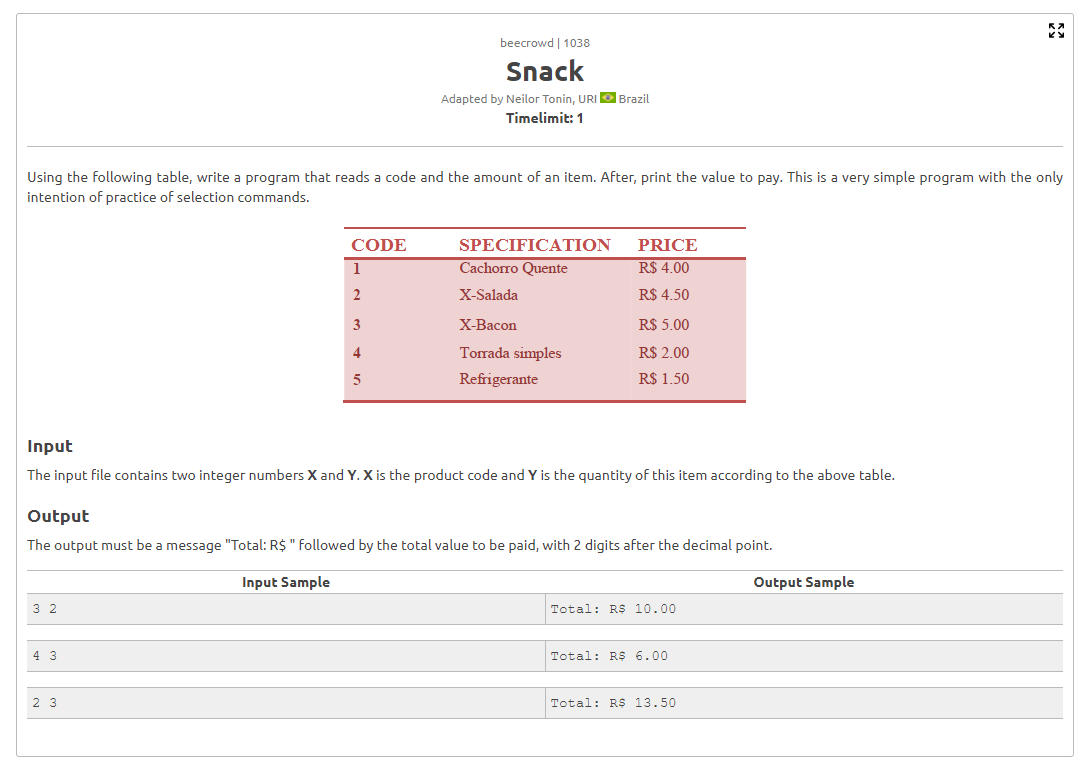 beecrowd | 1038
Snack
Adapted by Neilor Tonin, URI Brazil
Timelimit: 1
Using the following table, write a program that reads a code and the amount of an item. After, print the value to pay. This is a very simple program with the only
intention of practice of selection commands.
CODE SPECIFICATION PRICE
1 Cachorro Quente R$ 4.00
2 X-Salada R$ 4.50
3 X-Bacon R$ 5.00
4 Torrada simples R$ 2.00
5 Refrigerante R$ 1.50
Input
The input file contains two integer numbers X and Y. X is the product code and Y is the quantity of this item according to the above table.
Output
The output must be a message "Total: R$ " followed by the total value to be paid, with 2 digits after the decimal point.
Input Sample Output Sample
3 2 Total: R$ 10.00
4 3 Total: R$ 6.00
2 3 Total: R$ 13.50